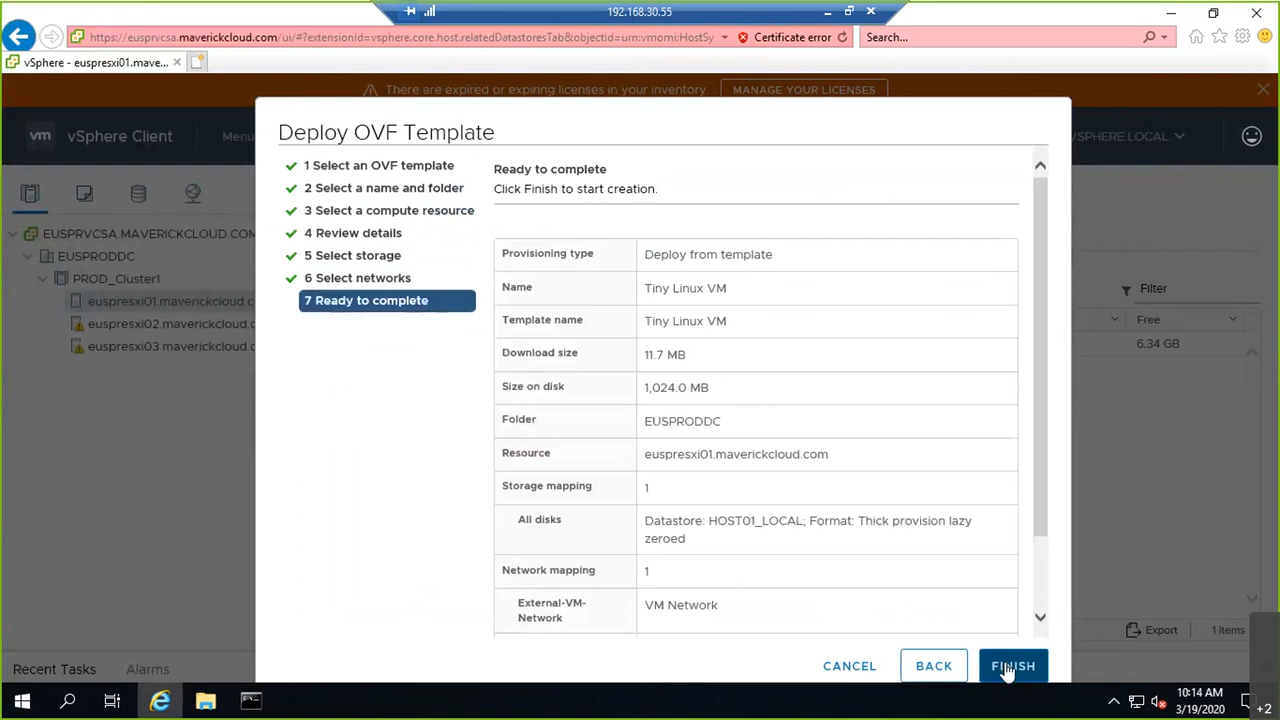 192.168.30.55
https://eusprvcsa.maverickcloud.com/ui/#?extensionId=vsphere.core.host.relatedDatastoresTab&objectId=urn:vmomi:HostSy
Certificate error
Search...
vSphere - euspresxi01.mave...
There are expired or expiring licenses in your inventory.
MANAGE YOUR LICENSES
vm vSphere Client
Menu
VSPHERE.LOCAL
EUSPRVCSA.MAVERICKCLOUD.COM
EUSPRODDC
PROD_Cluster1
euspresxi01.maverickcloud.c
euspresxi02.maverickcloud.c
euspresxi03.maverickcloud.c
Deploy OVF Template
1 Select an OVF template
2 Select a name and folder
3 Select a compute resource
4 Review details
5 Select storage
6 Select networks
7 Ready to complete
Ready to complete
Click Finish to start creation.
Provisioning type Deploy from template
Name Tiny Linux VM
Template name Tiny Linux VM
Download size 11.7 MB
Size on disk 1,024.0 MB
Folder EUSPRODDC
Resource euspresxi01.maverickcloud.com
Storage mapping 1
All disks Datastore: HOST01_LOCAL; Format: Thick provision lazy
zeroed
Network mapping 1
External-VM- VM Network
Network
CANCEL BACK FINISH
Filter
Free
6.34 GB
Export 1 items
Recent Tasks Alarms
10:14 AM
3/19/2020
+2